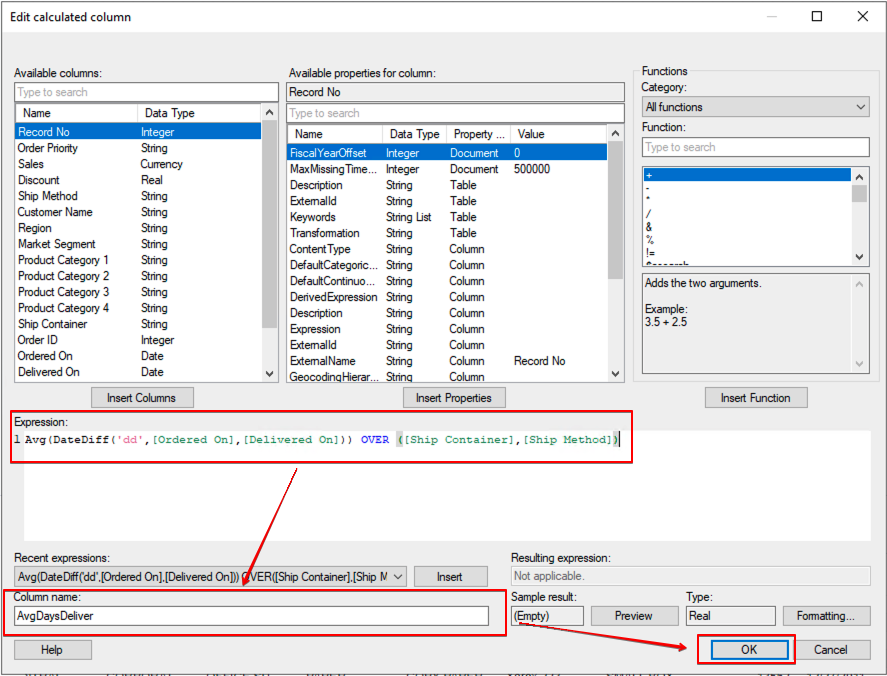 Edit calculated column
Available columns:
Type to search
Name Data Type
Record No Integer
Order Priority String
Sales Currency
Discount Real
Ship Method String
Customer Name String
Region String
Market Segment String
Product Category 1 String
Product Category 2 String
Product Category 3 String
Product Category 4 String
Ship Container String
Order ID Integer
Ordered On Date
Delivered On Date
Insert Columns
Available properties for column:
Record No
Type to search
Name Data Type Property ... Value
FiscalYearOffset Integer Document 0
MaxMissingTime... Integer Document 500000
Description String Table
ExternalId String Table
Keywords String List Table
Transformation String Table
ContentType String Column
DefaultCategoric... String Column
DefaultContinuo... String Column
DerivedExpression String Column
Description String Column
Expression String Column
ExternalId String Column
ExternalName String Column Record No
GeocodingHierar... String Column
Insert Properties
Functions
Category:
All functions
Function:
Type to search
+
-
*
/
&
%
!=
Adds the two arguments.
Example:
3.5 + 2.5
Insert Function
Expression:
1 Avg(DateDiff('dd',[Ordered On],[Delivered On])) OVER ([Ship Container],[Ship Method])
Recent expressions:
Avg(DateDiff('dd',[Ordered On],[Delivered On])) OVER([Ship Container],[Ship M
Insert
Resulting expression:
Not applicable.
Column name:
AvgDaysDeliver
Sample result:
(Empty)
Preview
Type:
Real
Formatting...
Help
OK
Cancel